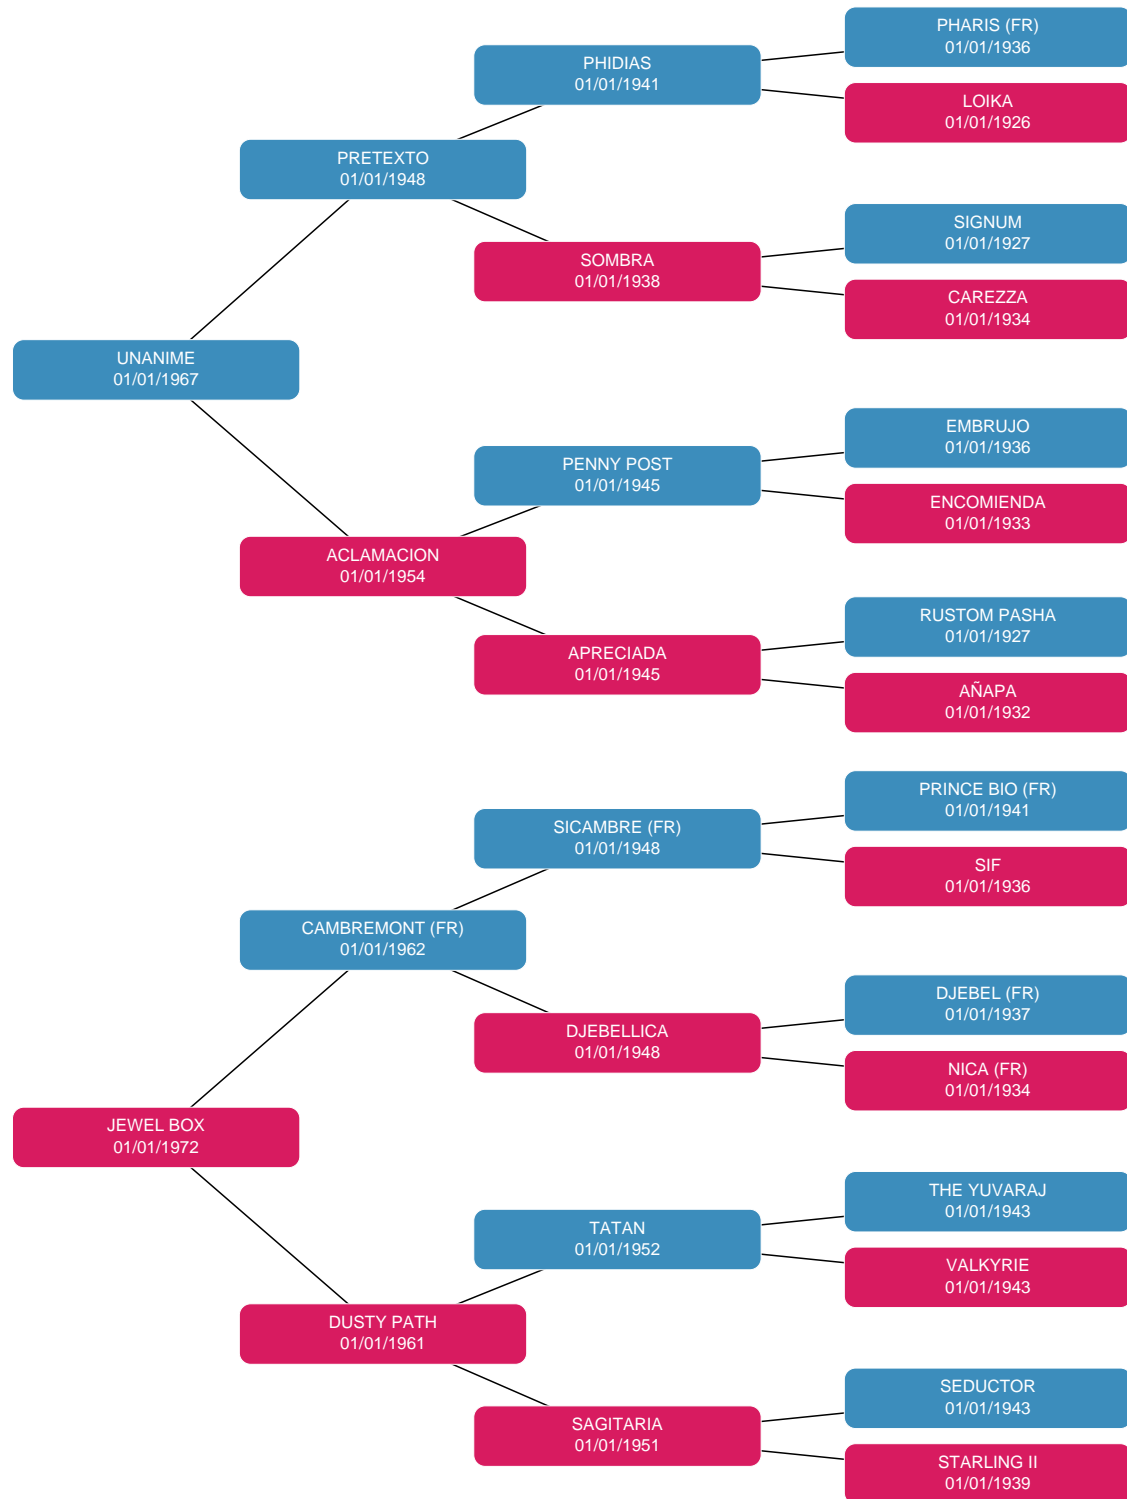 PHARIS (FR)
01/01/1936
PHIDIAS
01/01/1941
LOIKA
01/01/1926
PRETEXTO
01/01/1948
SIGNUM
01/01/1927
SOMBRA
01/01/1938
CAREZZA
01/01/1934
UNANIME
01/01/1967
EMBRUJO
01/01/1936
PENNY POST
01/01/1945
ENCOMIENDA
01/01/1933
ACLAMACION
01/01/1954
RUSTOM PASHA
01/01/1927
APRECIADA
01/01/1945
AÑAPA
01/01/1932
PRINCE BIO (FR)
01/01/1941
SICAMBRE (FR)
01/01/1948
SIF
01/01/1936
CAMBREMONT (FR)
01/01/1962
DJEBEL (FR)
01/01/1937
DJEBELLICA
01/01/1948
NICA (FR)
01/01/1934
JEWEL BOX
01/01/1972
THE YUVARAJ
01/01/1943
TATAN
01/01/1952
VALKYRIE
01/01/1943
DUSTY PATH
01/01/1961
SEDUCTOR
01/01/1943
SAGITARIA
01/01/1951
STARLING II
01/01/1939